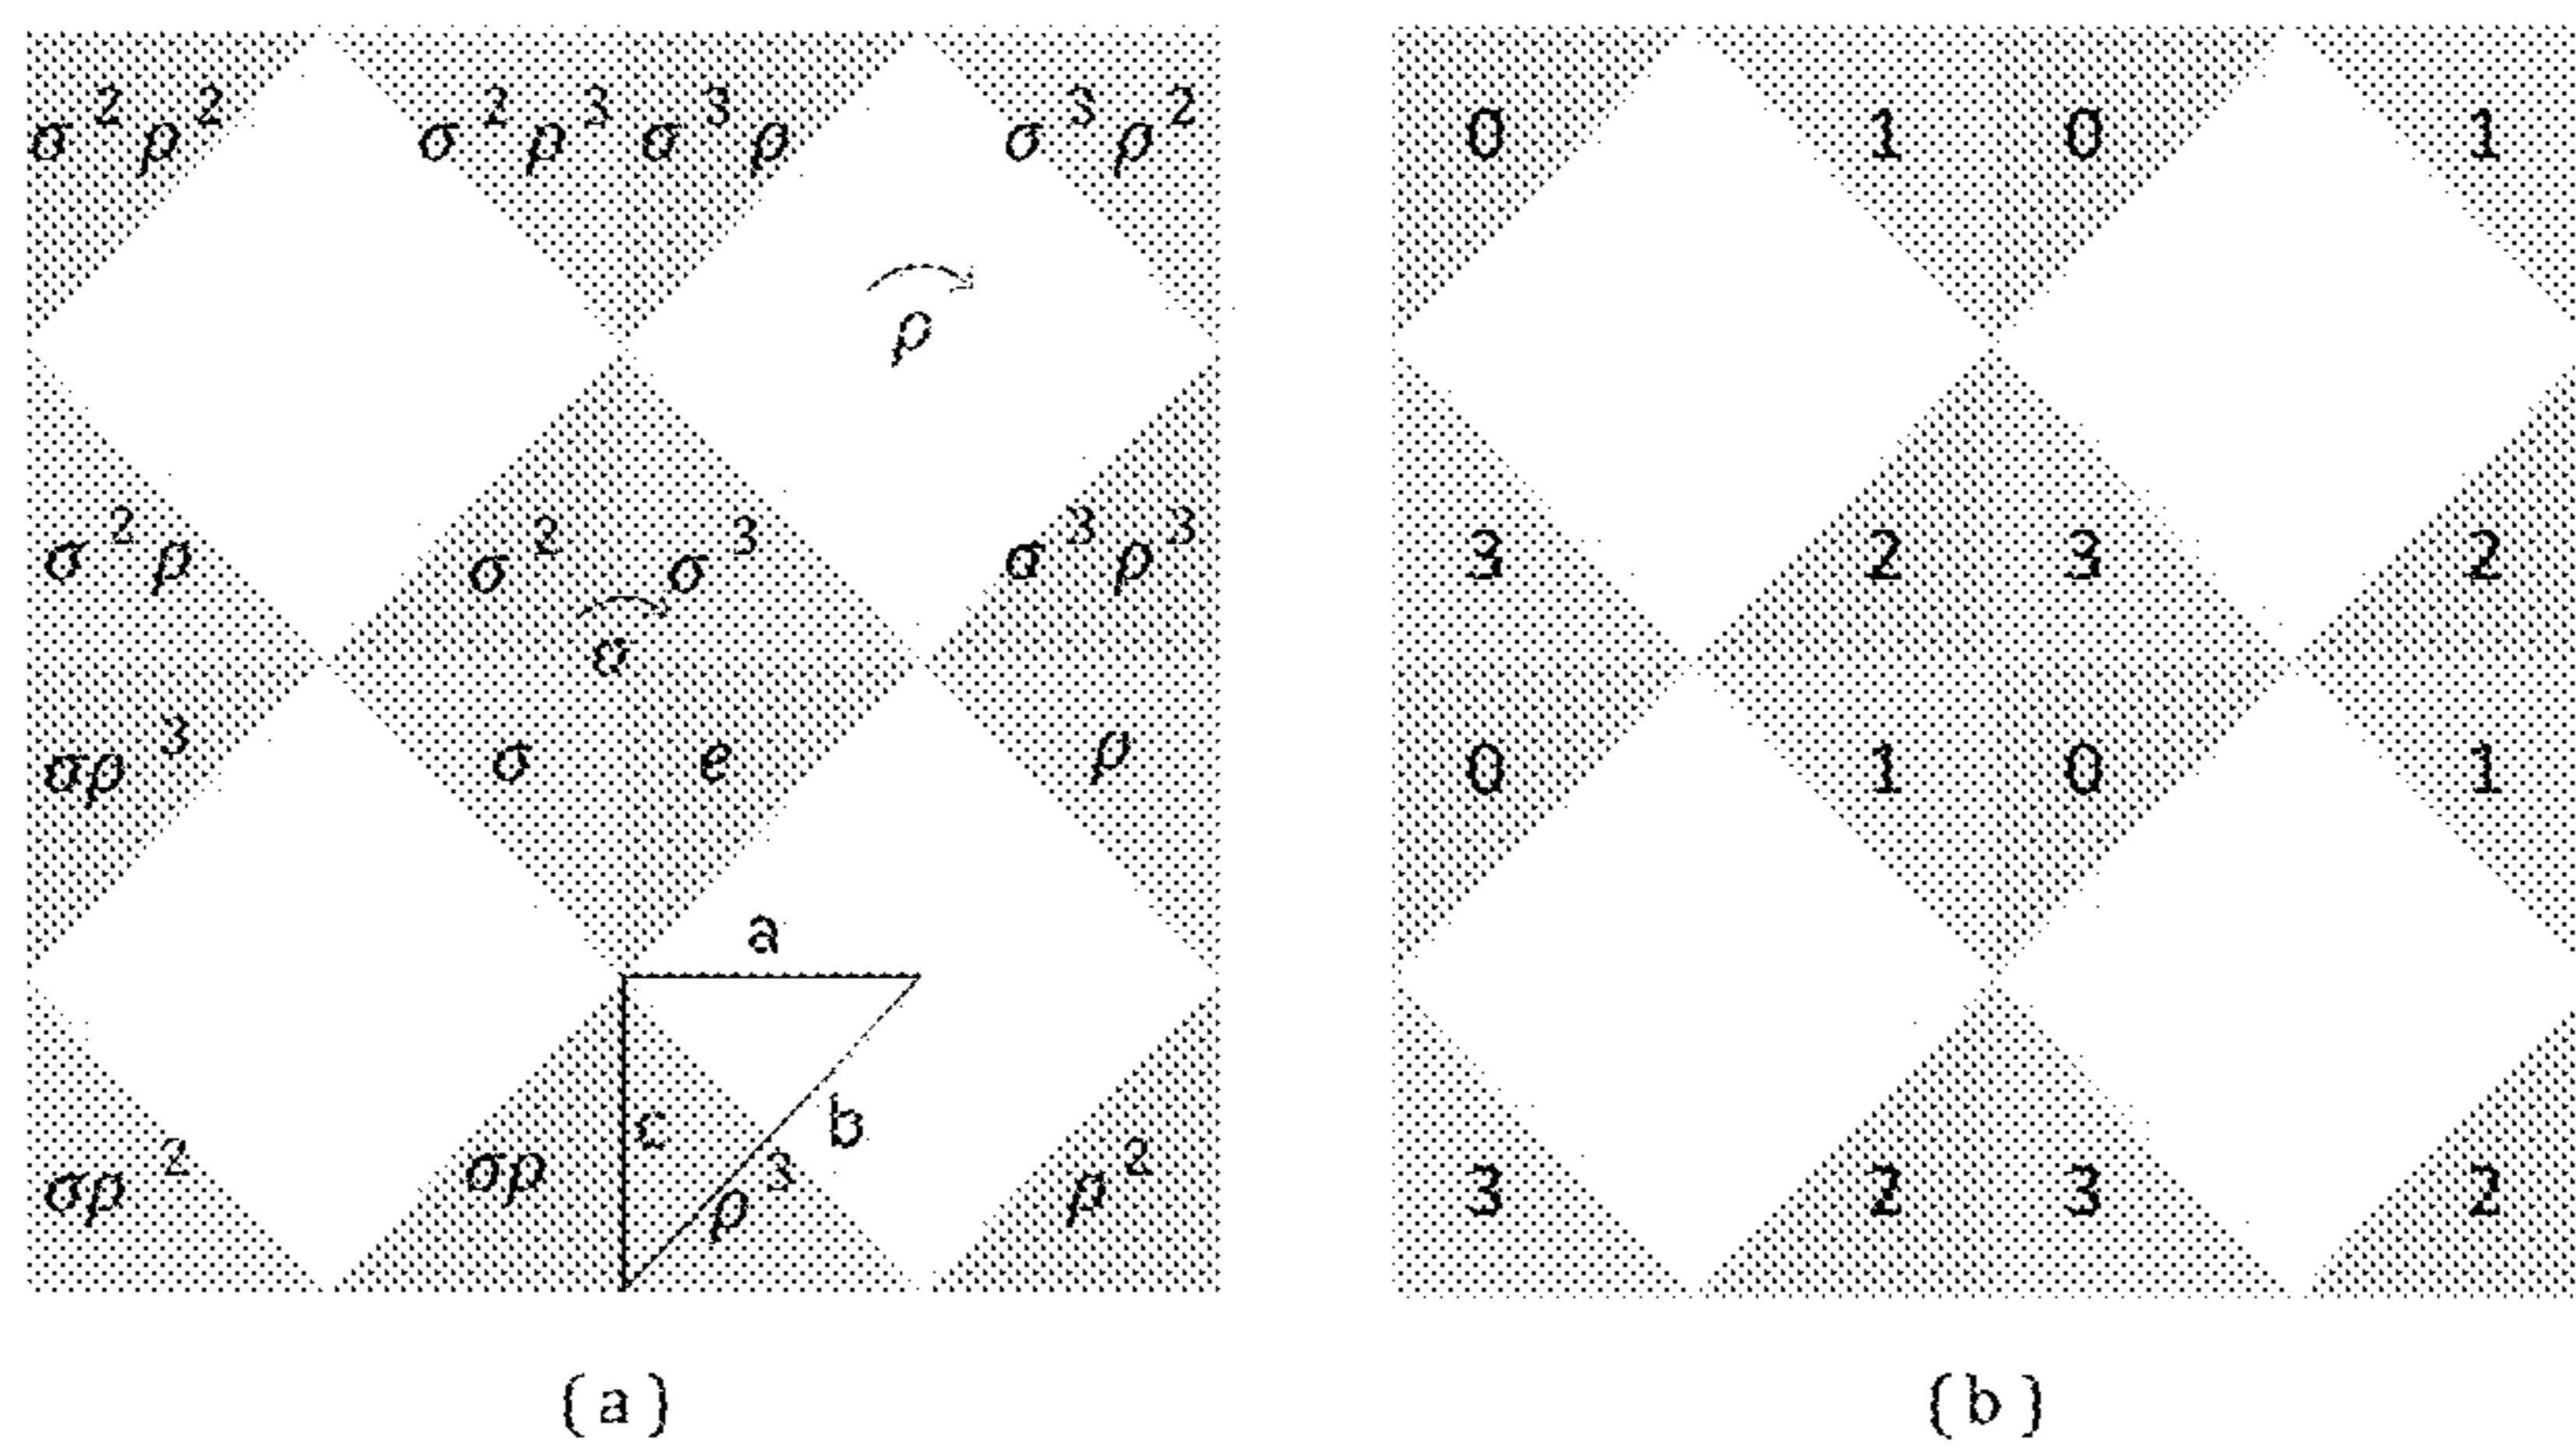 σ²ρ² σ²ρ³ σ³ρ σ³ρ² 0 1 0 1
ρ
σ²ρ σ² σ³ σ³ρ³ 3 2 3 2
σ
σρ³ σ e ρ 0 1 0 1
a
c b
σρ² σρ ρ³ ρ² 3 2 3 2
(a) (b)